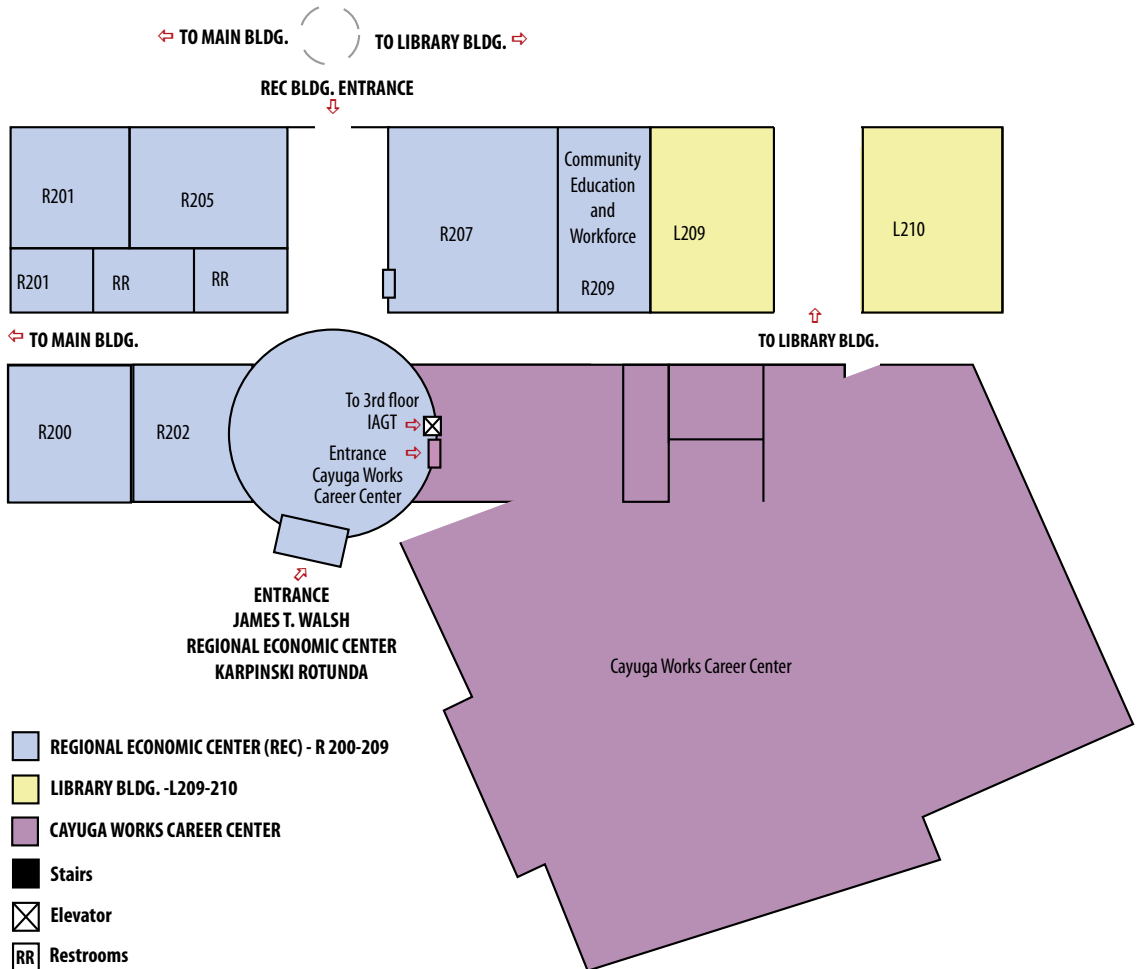 TO MAIN BLDG.
TO LIBRARY BLDG.
REC BLDG. ENTRANCE
R201
R205
R207
Community
Education
and
Workforce
R209
L209
L210
R201
RR
RR
TO MAIN BLDG.
TO LIBRARY BLDG.
R200
R202
To 3rd floor
IAGT
Entrance
Cayuga Works
Career Center
ENTRANCE
JAMES T. WALSH
REGIONAL ECONOMIC CENTER
KARPINSKI ROTUNDA
Cayuga Works Career Center
REGIONAL ECONOMIC CENTER (REC) - R 200-209
LIBRARY BLDG. -L209-210
CAYUGA WORKS CAREER CENTER
Stairs
Elevator
RR Restrooms